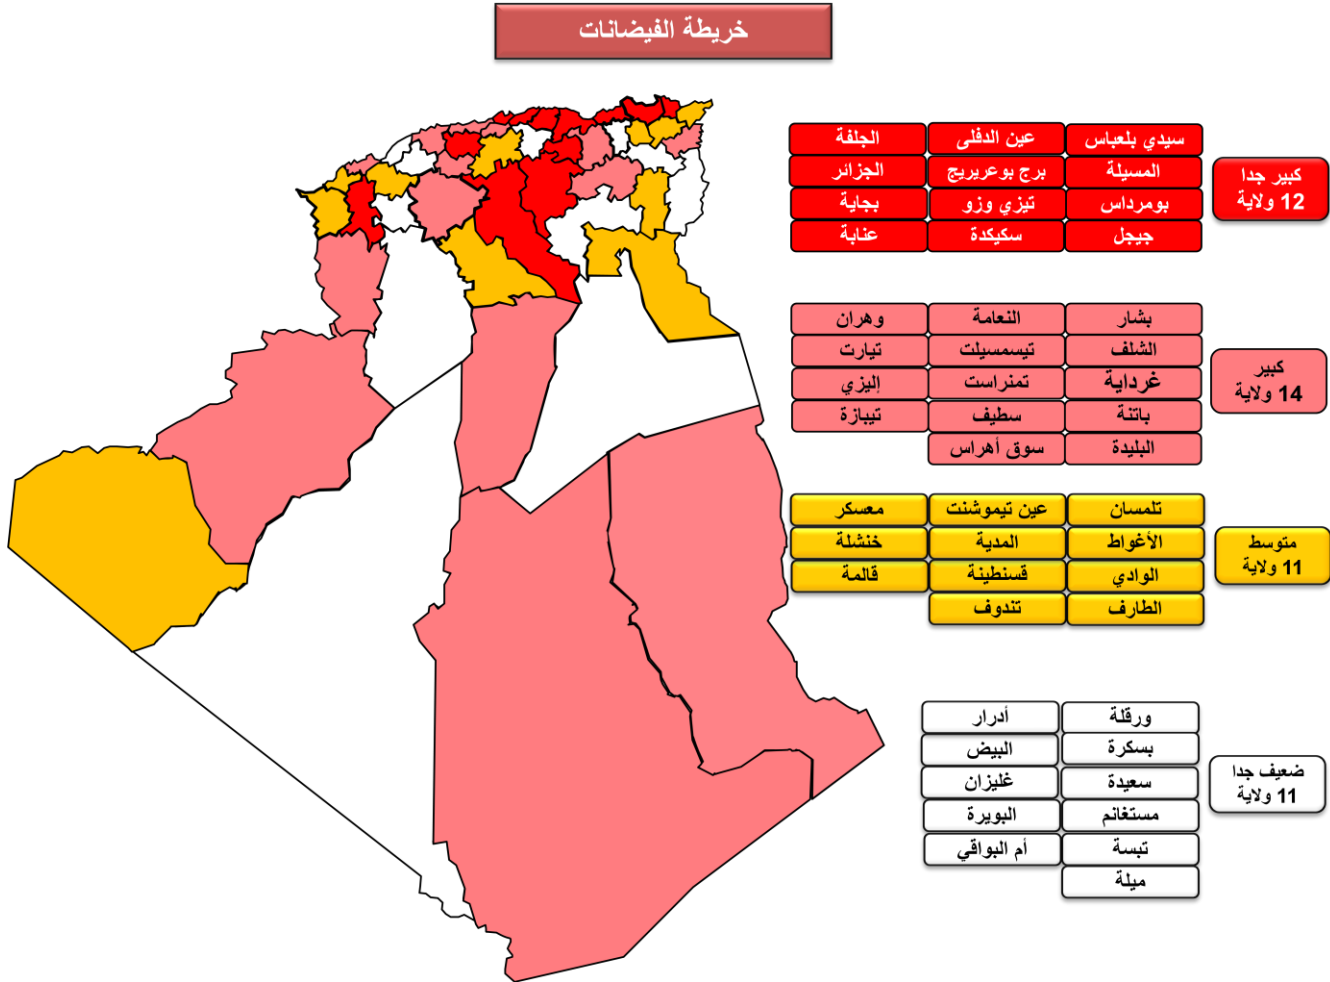 خريطة الفيضانات
كبير جدا
12 ولاية
سيدي بلعباس
عين الدفلى
الجلفة
المسيلة
برج بوعريريج
الجزائر
بومرداس
تيزي وزو
بجاية
جيجل
سكيكدة
عنابة
كبير
14 ولاية
بشار
النعامة
وهران
الشلف
تيسمسيلت
تيارت
غرداية
تمنراست
إليزي
باتنة
سطيف
تيبازة
البليدة
سوق أهراس
متوسط
11 ولاية
تلمسان
عين تيموشنت
معسكر
الأغواط
المدية
خنشلة
الوادي
قسنطينة
قالمة
الطارف
تندوف
ضعيف جدا
11 ولاية
ورقلة
أدرار
بسكرة
البيض
سعيدة
غليزان
مستغانم
البويرة
تبسة
أم البواقي
ميلة